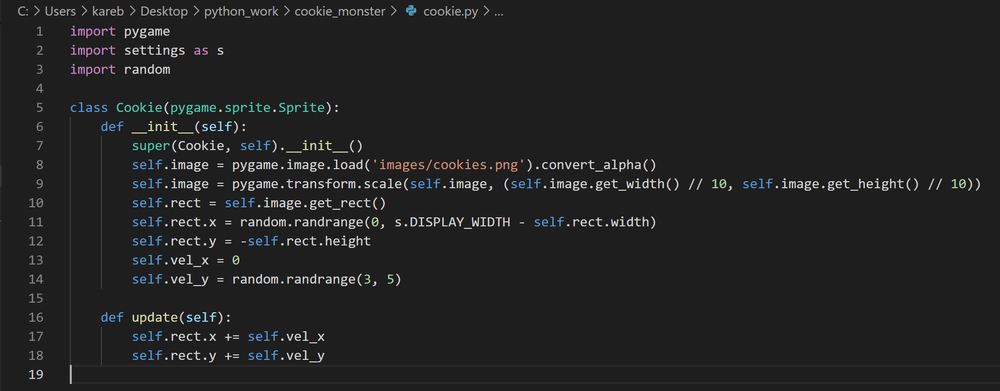 C: > Users > kareb > Desktop > python_work > cookie_monster > cookie.py > ...
1 import pygame
2 import settings as s
3 import random
4
5 class Cookie(pygame.sprite.Sprite):
6     def __init__(self):
7         super(Cookie, self).__init__()
8         self.image = pygame.image.load('images/cookies.png').convert_alpha()
9         self.image = pygame.transform.scale(self.image, (self.image.get_width() // 10, self.image.get_height() // 10))
10         self.rect = self.image.get_rect()
11         self.rect.x = random.randrange(0, s.DISPLAY_WIDTH - self.rect.width)
12         self.rect.y = -self.rect.height
13         self.vel_x = 0
14         self.vel_y = random.randrange(3, 5)
15
16     def update(self):
17         self.rect.x += self.vel_x
18         self.rect.y += self.vel_y
19